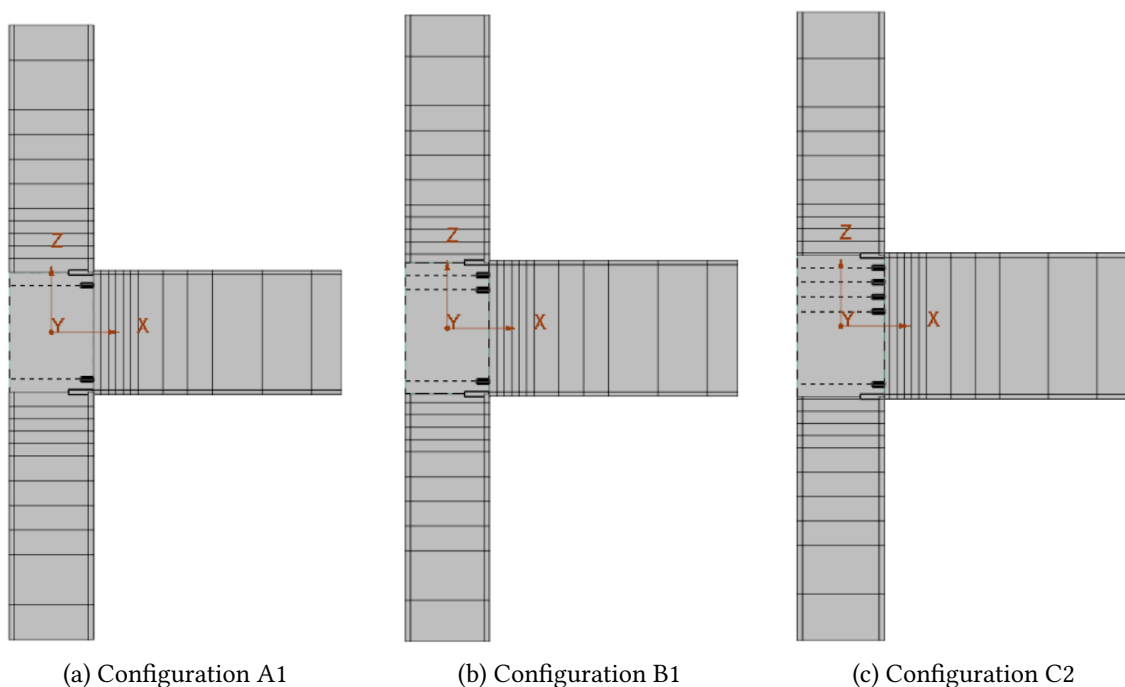 Z
Y
X
Z
Y
X
Z
Y
X
(a) Configuration A1
(b) Configuration B1
(c) Configuration C2